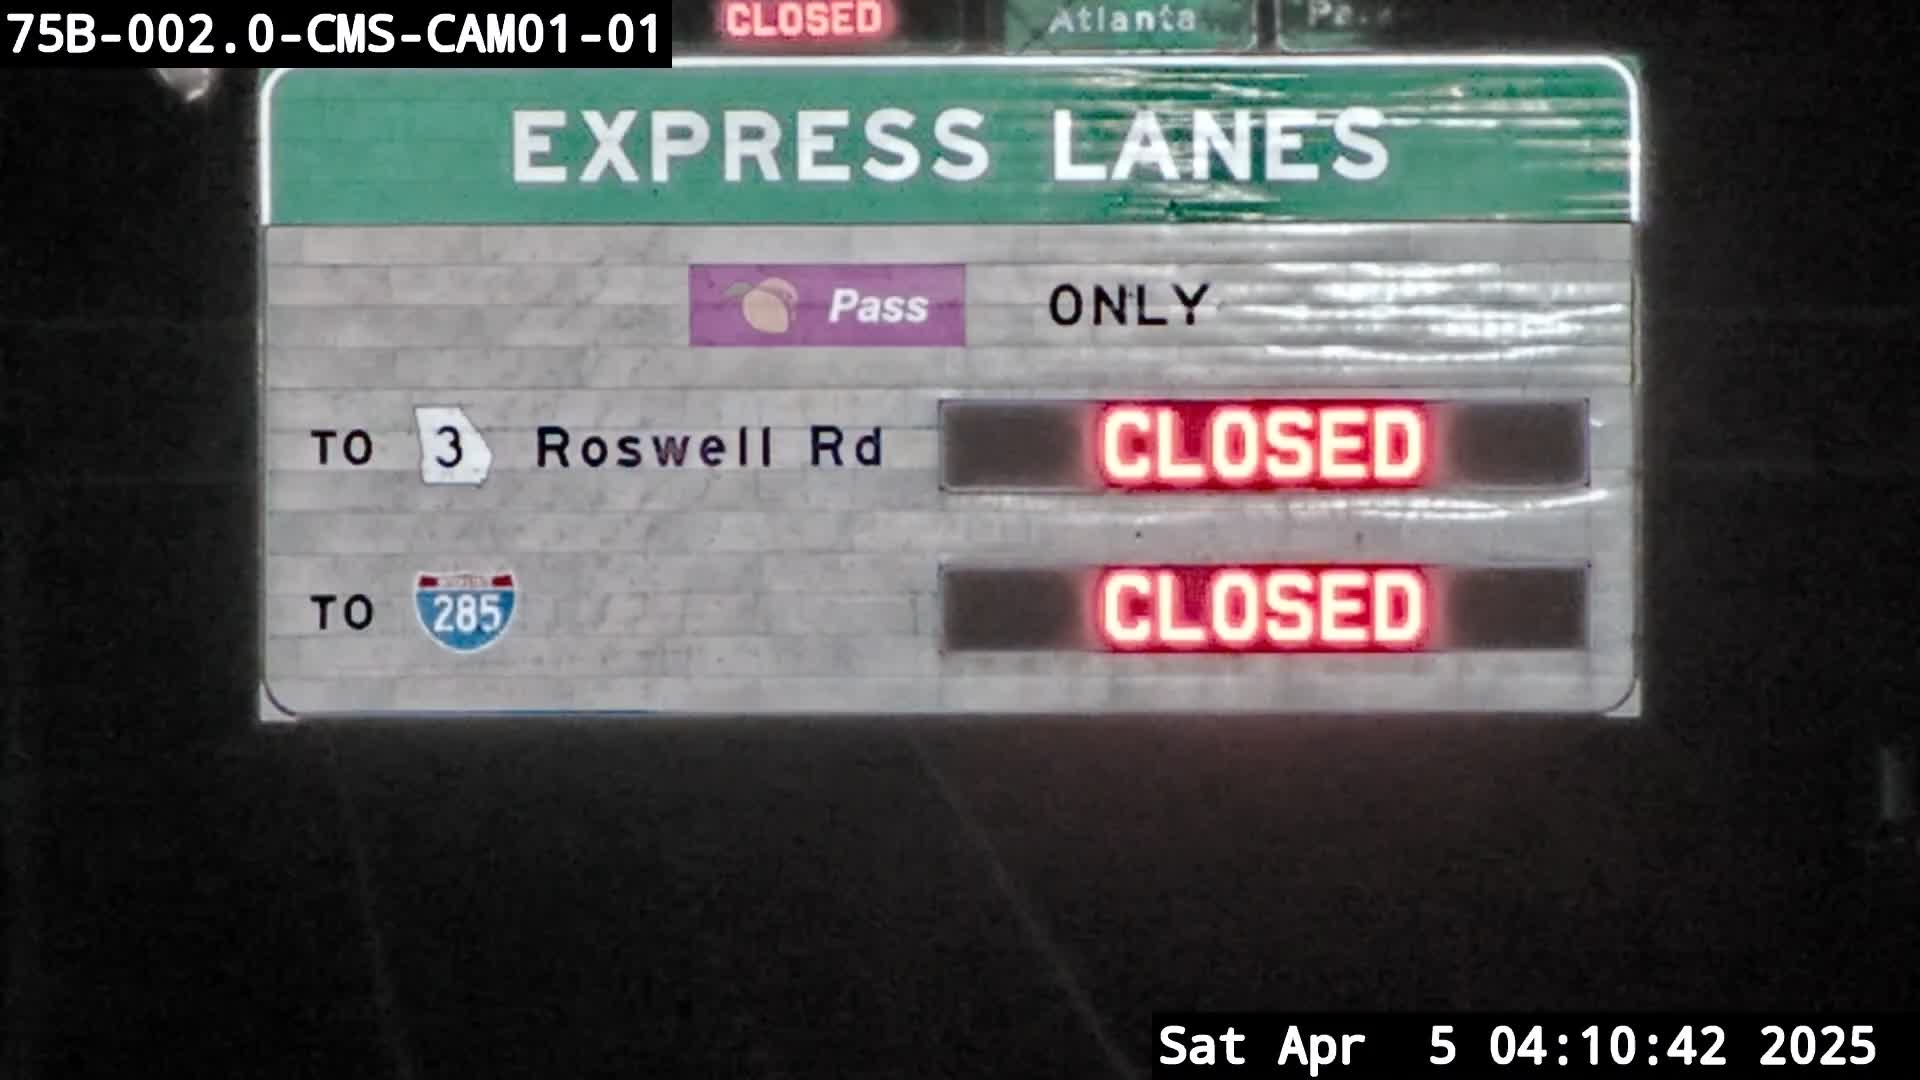 75B-002.0-CMS-CAM01-01
CLOSED
Atlanta
EXPRESS LANES
Pass ONLY
TO 3 Roswell Rd CLOSED
TO 285 CLOSED
Sat Apr 5 04:10:42 2025